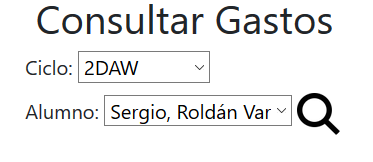 Consultar Gastos
Ciclo: 2DAW
Alumno: Sergio, Roldán Var